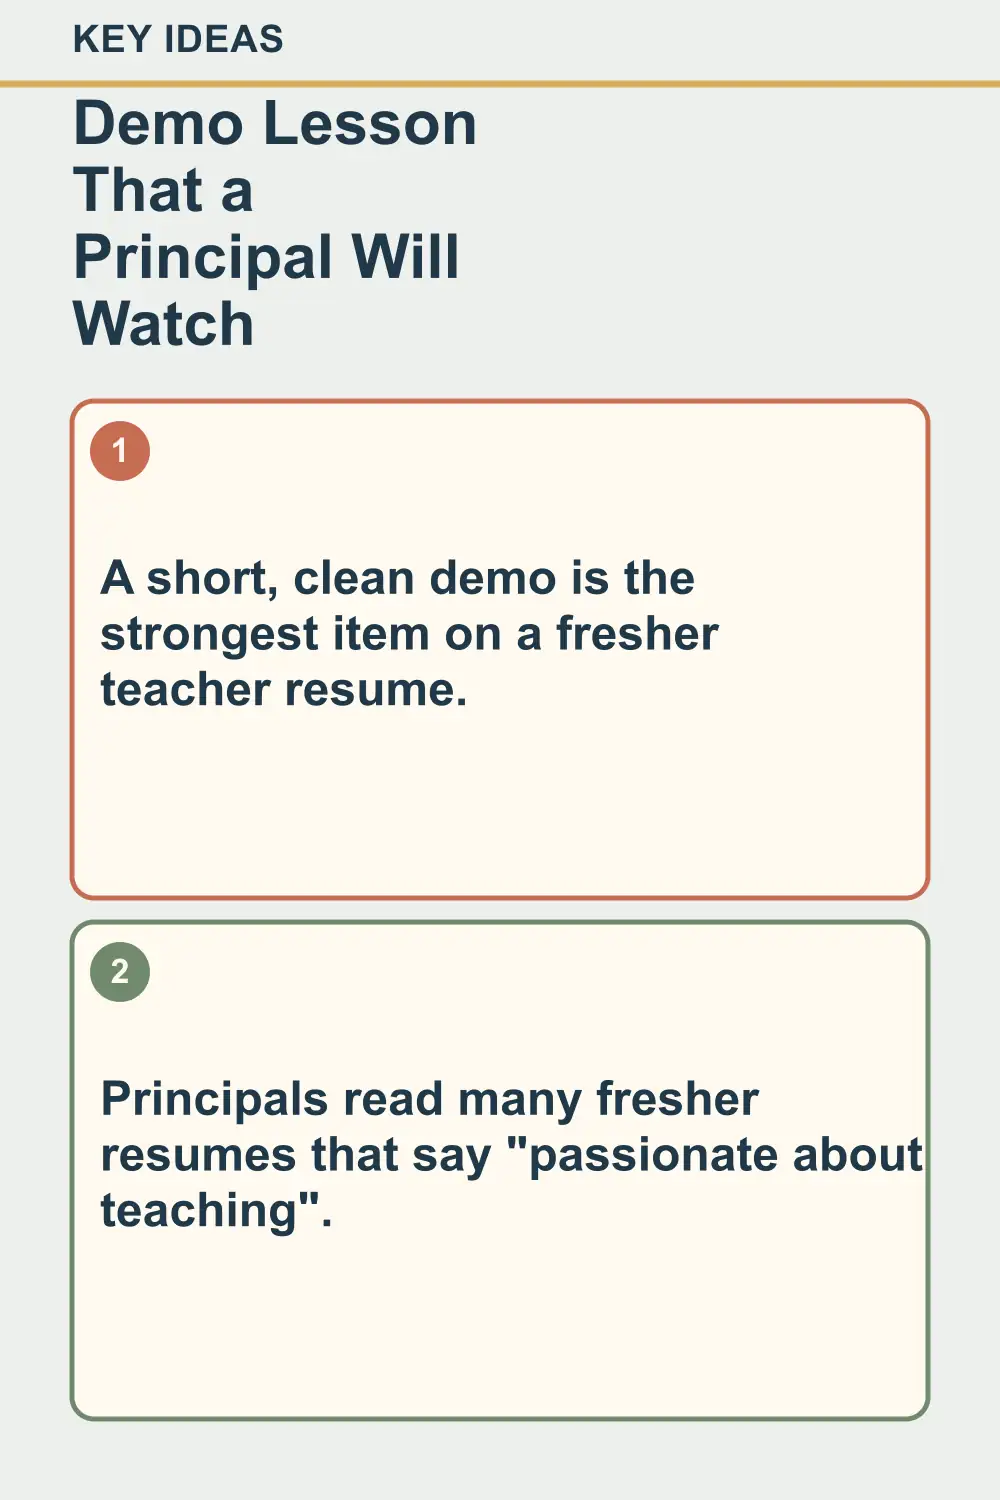 KEY IDEAS
Demo Lesson
That a
Principal Will
Watch
1
A short, clean demo is the
strongest item on a fresher
teacher resume.
2
Principals read many fresher
resumes that say "passionate about
teaching".